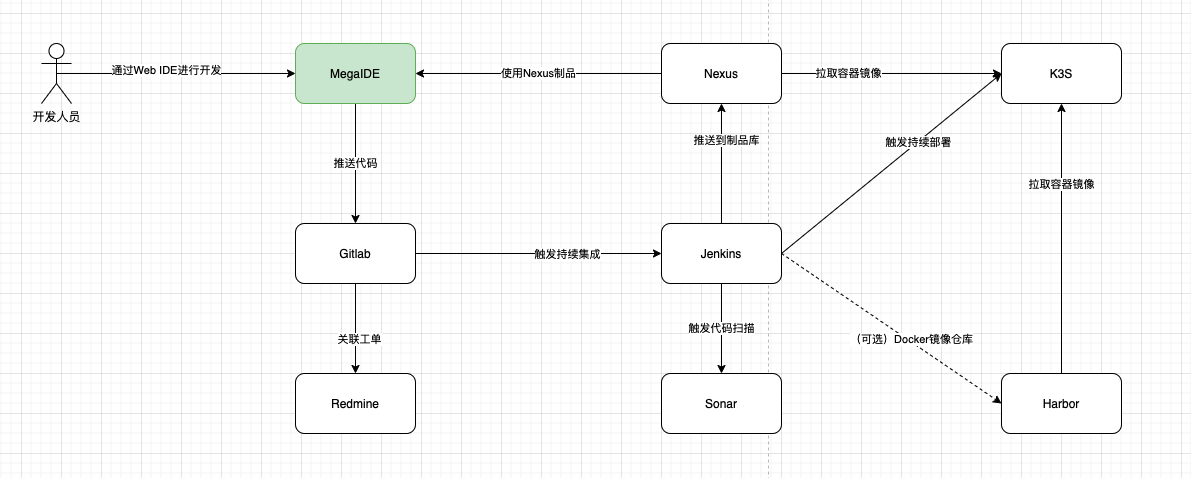 通过Web IDE进行开发
MegaIDE
使用Nexus制品
Nexus
拉取容器镜像
K3S
开发人员
推送代码
推送到制品库
触发持续部署
拉取容器镜像
Gitlab
触发持续集成
Jenkins
关联工单
触发代码扫描
（可选）Docker镜像仓库
Redmine
Sonar
Harbor